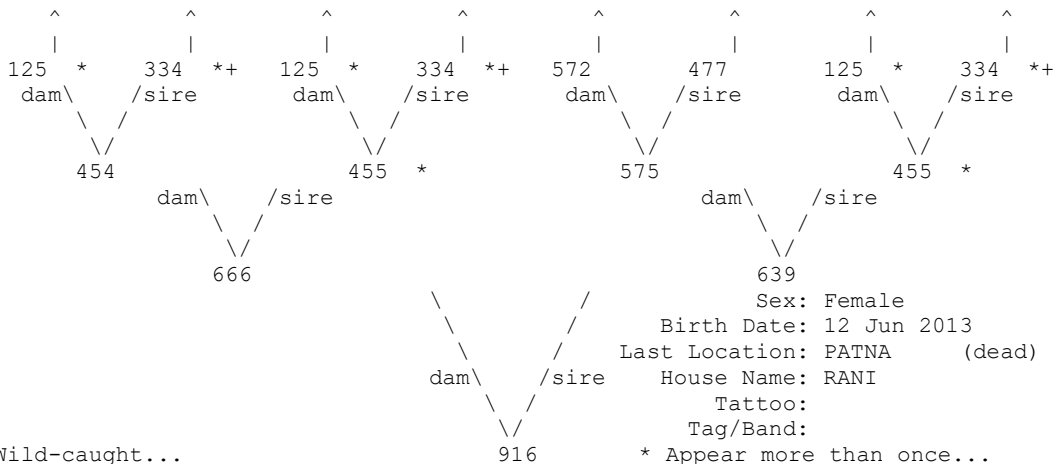 ^ ^ ^ ^ ^ ^ ^ ^
| | | | | | | |
125 * 334 *+ 125 * 334 *+ 572 477 125 * 334 *+
dam\ /sire dam\ /sire dam\ /sire dam\ /sire
\ / \ / \ / \ /
\/ \/ \/ \/
454 455 * 575 455 *
dam\ /sire dam\ /sire
\ / \ /
\/ \/
666 639
\ / Sex: Female
\ / Birth Date: 12 Jun 2013
\ / Last Location: PATNA (dead)
dam\ /sire House Name: RANI
\ / Tattoo:
\/ Tag/Band:
Wild-caught... 916 * Appear more than once...